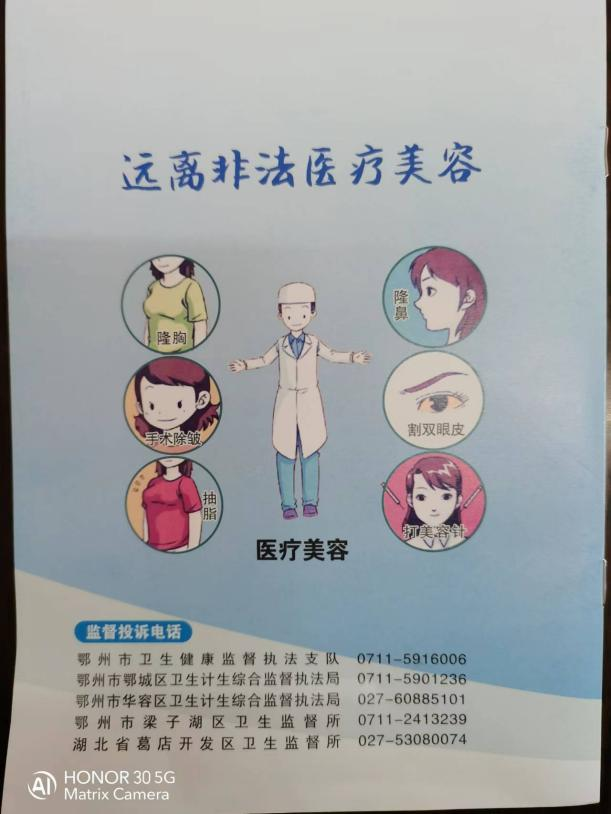 远离非法医疗美容
隆胸
隆鼻
手术除皱
割双眼皮
抽脂
打美容针
医疗美容
监督投诉电话
鄂州市卫生健康监督执法支队 0711-5916006
鄂州市鄂城区卫生计生综合监督执法局 0711-5901236
鄂州市华容区卫生计生综合监督执法局 027-60885101
鄂州市梁子湖区卫生监督所 0711-2413239
湖北省葛店开发区卫生监督所 027-53080074
AI HONOR 30 5G
Matrix Camera